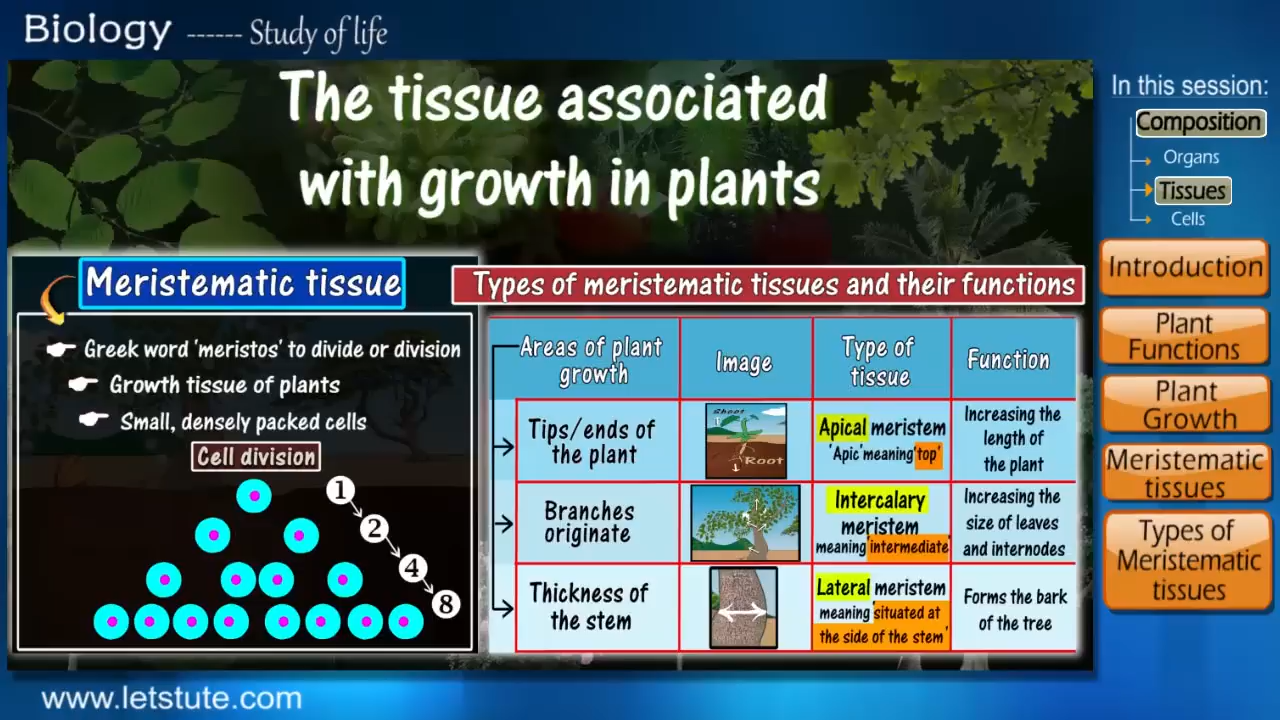 Biology ------ Study of life
The tissue associated
with growth in plants
Meristematic tissue
Greek word 'meristos' to divide or division
Growth tissue of plants
Small, densely packed cells
Cell division
1
2
4
8
Types of meristematic tissues and their functions
Areas of plant
growth
Image
Type of
tissue
Function
Tips/ends of
the plant
Shoot
Root
Apical meristem
'Apic' meaning 'top'
Increasing the
length of
the plant
Branches
originate
Intercalary
meristem
meaning 'intermediate'
Increasing the
size of leaves
and internodes
Thickness of
the stem
Lateral meristem
meaning 'situated at
the side of the stem'
Forms the bark
of the tree
In this session:
Composition
Organs
Tissues
Cells
Introduction
Plant
Functions
Plant
Growth
Meristematic
tissues
Types of
Meristematic
tissues
www.letstute.com